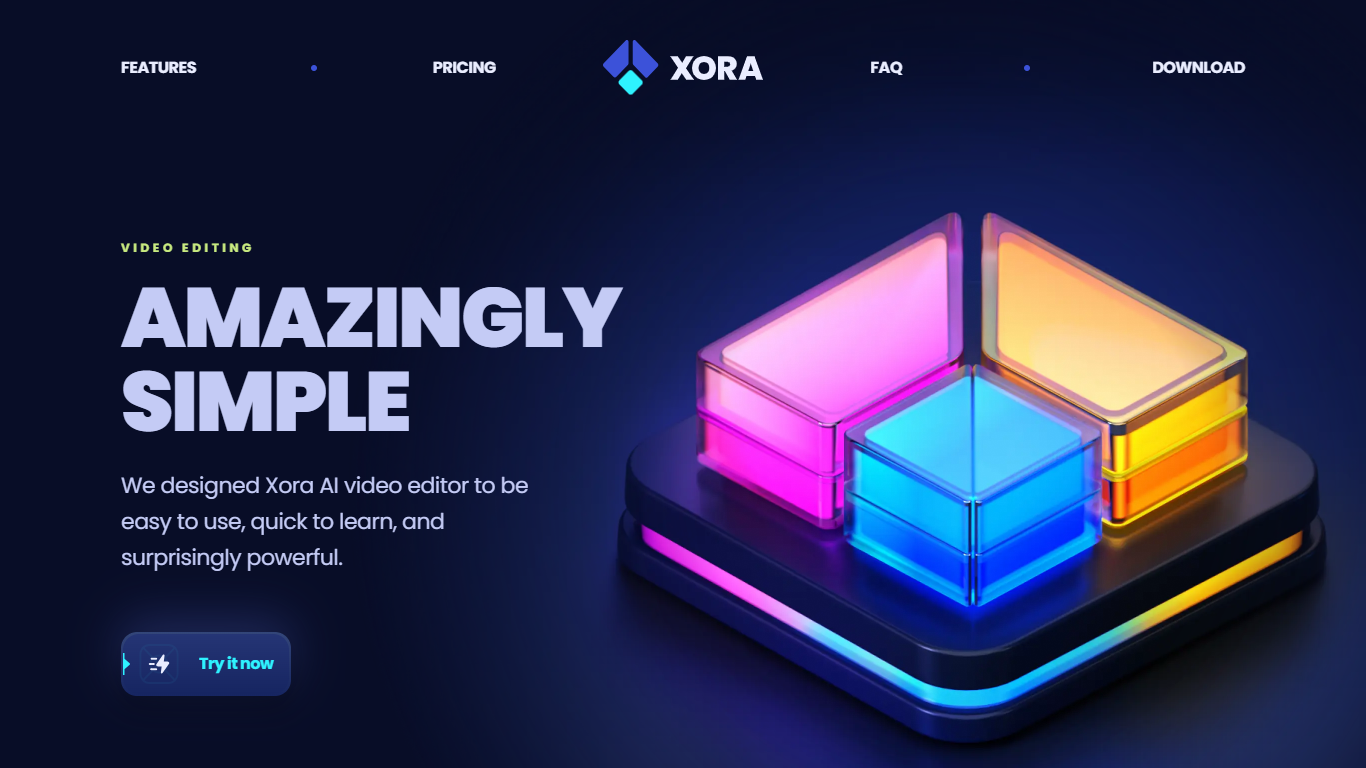 FEATURES
PRICING
XORA
FAQ
DOWNLOAD
VIDEO EDITING
AMAZINGLY
SIMPLE
We designed Xora AI video editor to be
easy to use, quick to learn, and
surprisingly powerful.
Try it now